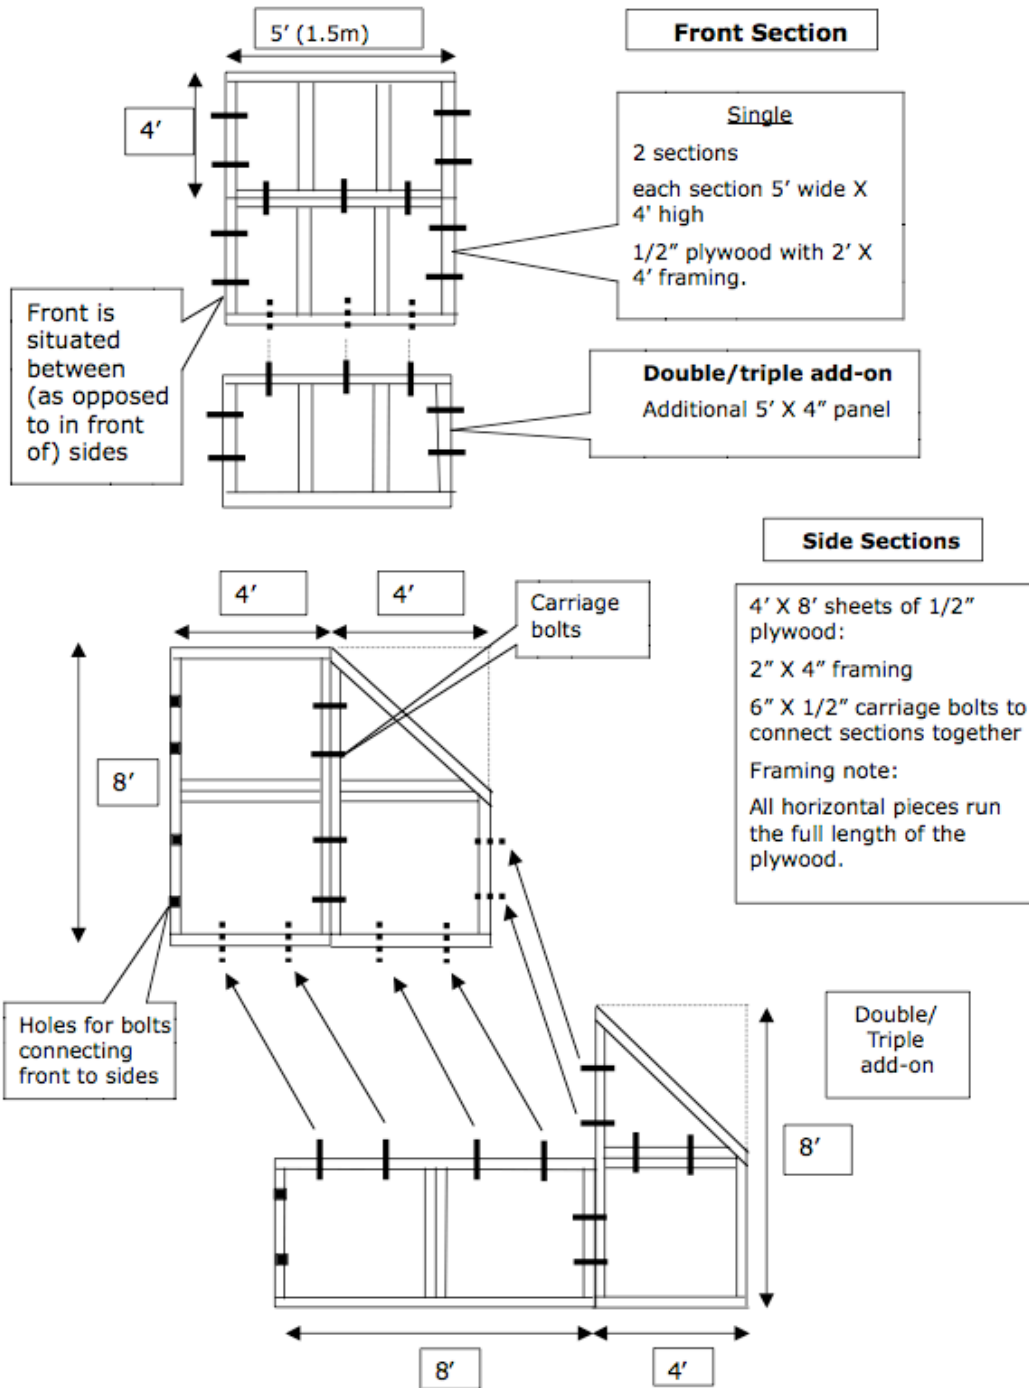 5′ (1.5m)
Front Section
4′
Single
2 sections
each section 5′ wide X
4' high
1/2″ plywood with 2′ X
4′ framing.
Front is
situated
between
(as opposed
to in front
of) sides
Double/triple add-on
Additional 5′ X 4″ panel
Side Sections
4′
4′
Carriage
bolts
4′ X 8′ sheets of 1/2″
plywood:
2″ X 4″ framing
6″ X 1/2″ carriage bolts to
connect sections together
Framing note:
All horizontal pieces run
the full length of the
plywood.
8′
Holes for bolts
connecting
front to sides
Double/
Triple
add-on
8′
8′
4′